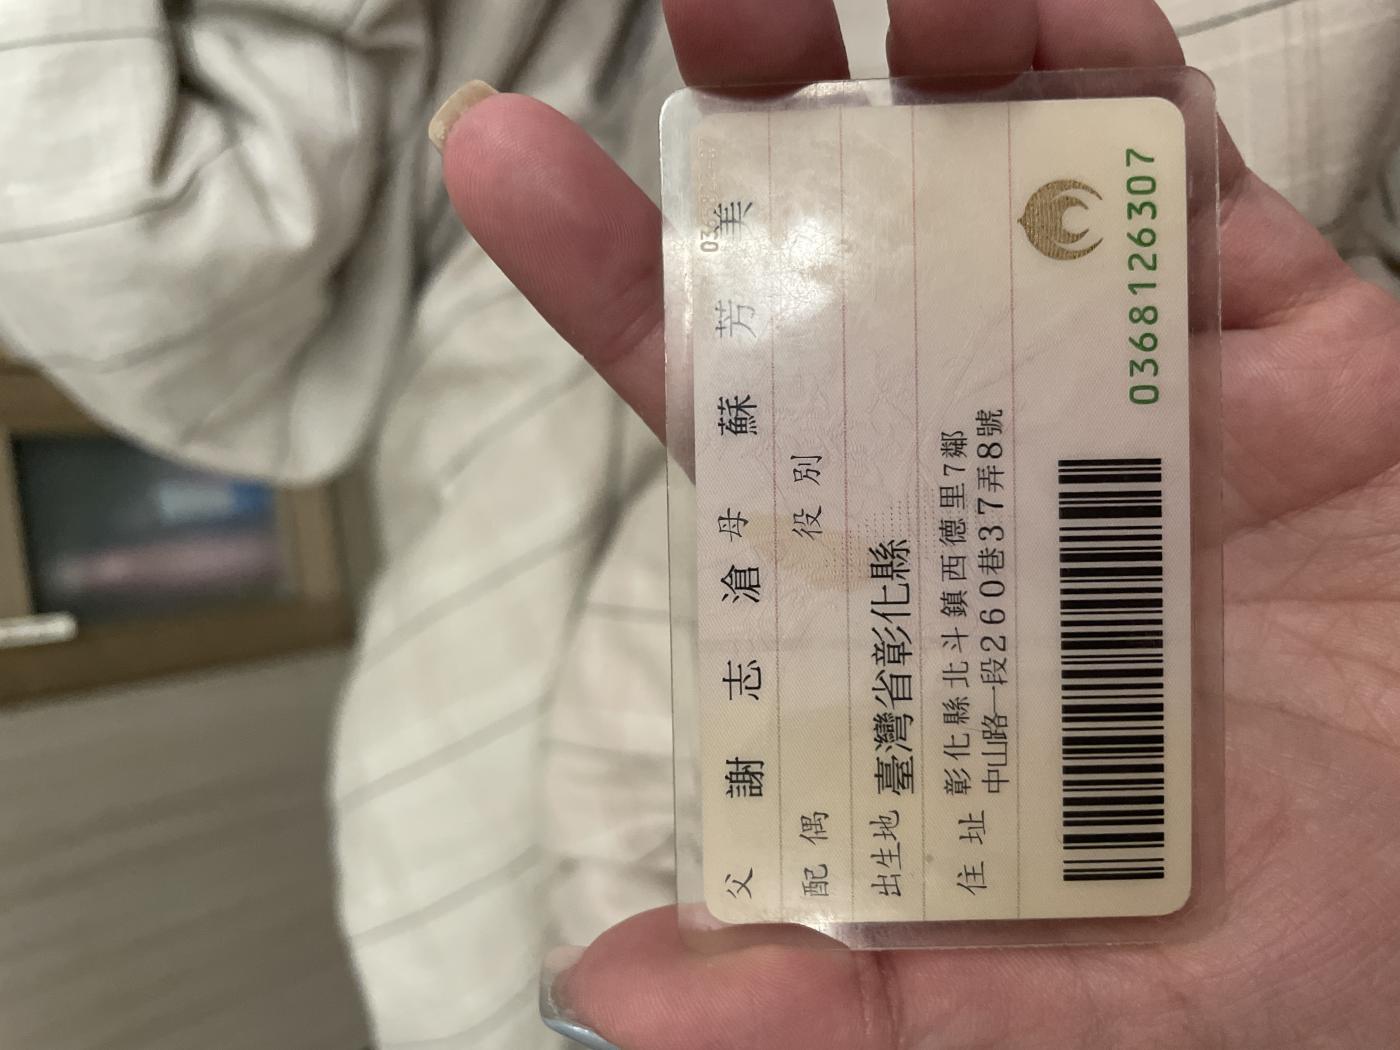 父 謝志滄 母 蘇芳美
配偶 役別
出生地 臺灣省彰化縣
住址 彰化縣北斗鎮西德里7鄰
中山路一段260巷37弄8號
0368126307